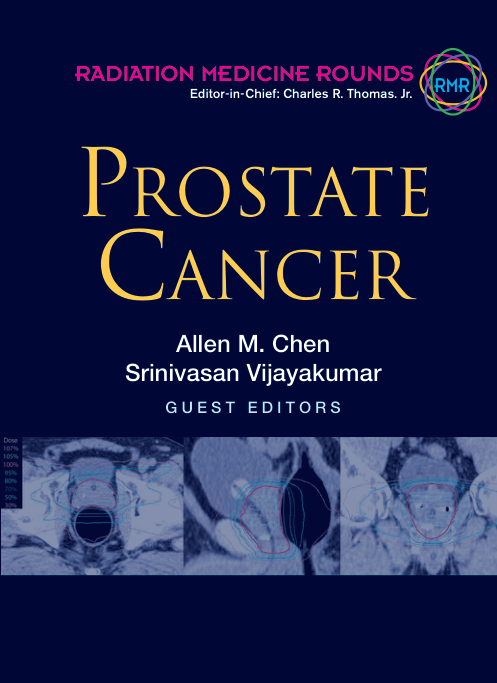 RADIATION MEDICINE ROUNDS
Editor-in-Chief: Charles R. Thomas. Jr.
RMR
PROSTATE
CANCER
Allen M. Chen
Srinivasan Vijayakumar
GUEST EDITORS
Dose
107%
105%
100%
95%
80%
70%
50%
30%